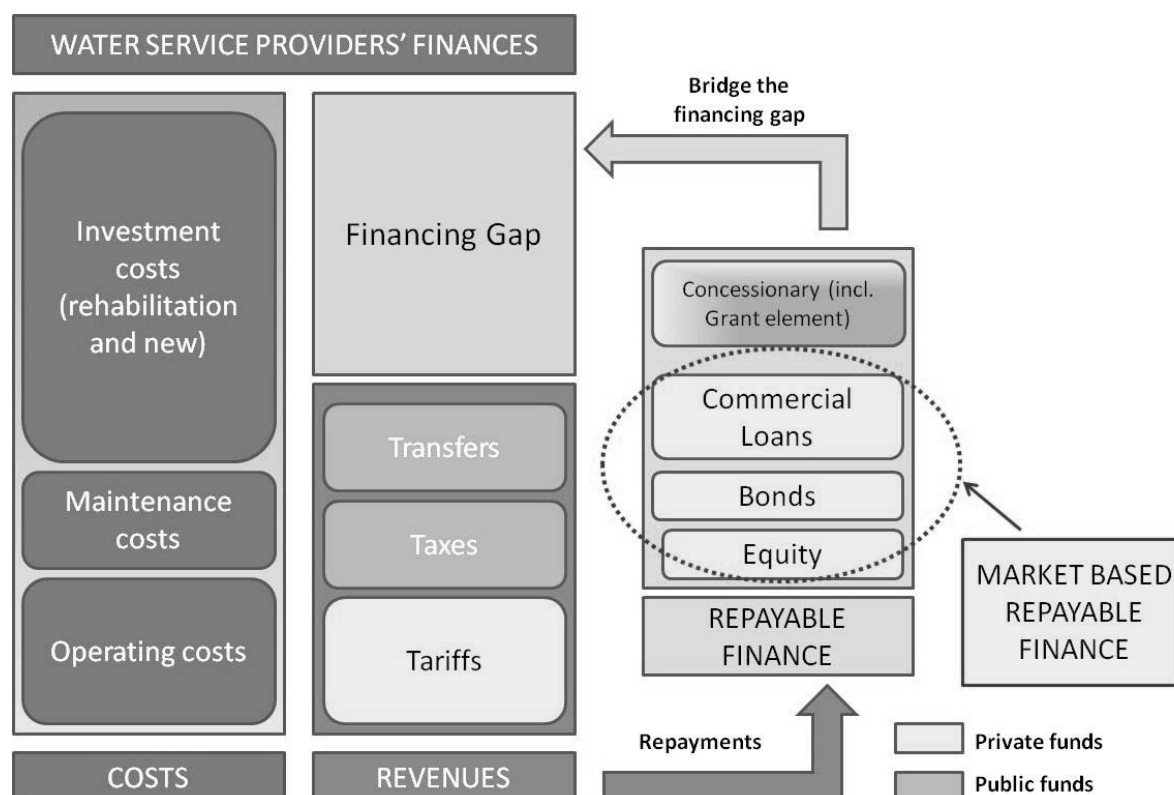 WATER SERVICE PROVIDERS’ FINANCES
Investment
costs
(rehabilitation
and new)
Maintenance
costs
Operating costs
COSTS
Financing Gap
Transfers
Taxes
Tariffs
REVENUES
Bridge the
financing gap
Concessionary (incl.
Grant element)
Commercial
Loans
Bonds
Equity
REPAYABLE
FINANCE
MARKET BASED
REPAYABLE
FINANCE
Repayments
Private funds
Public funds